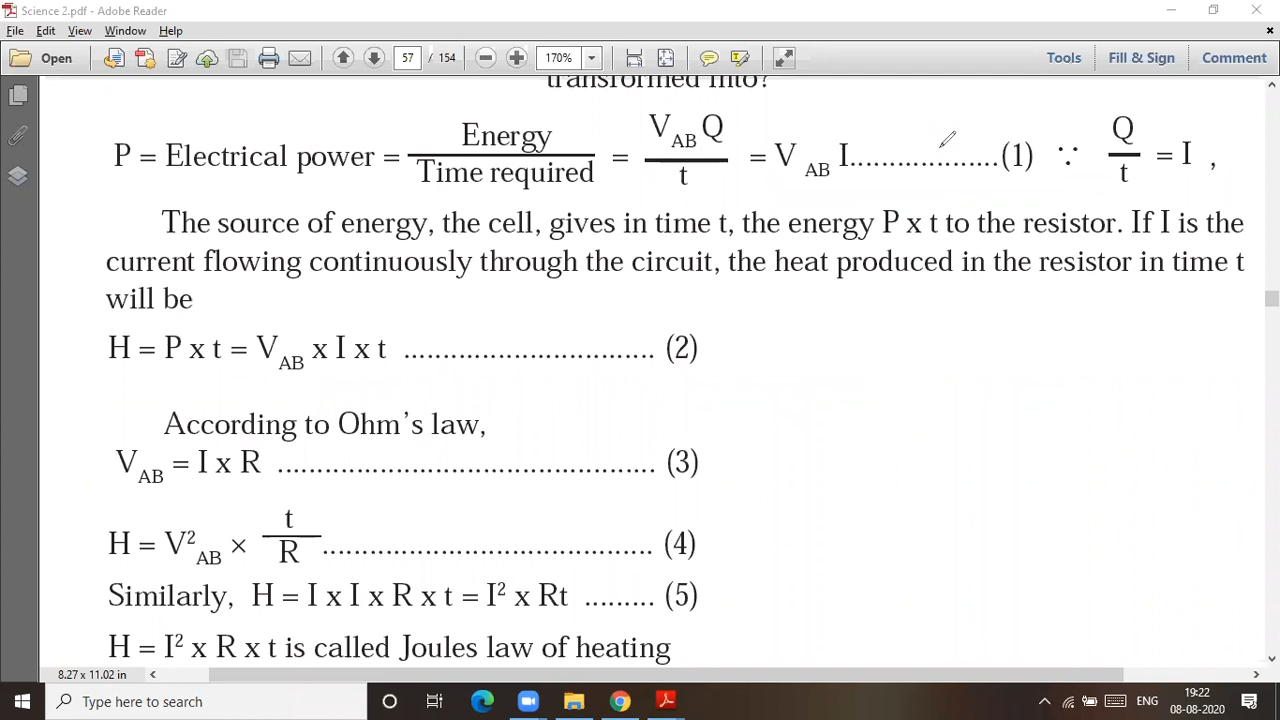 Science 2.pdf - Adobe Reader
File Edit View Window Help
Open 57 / 154 170% Tools Fill & Sign Comment
transformed into?
P = Electrical power = Energy / Time required = V_AB Q / t = V_AB I...................(1) ∵ Q / t = I ,
The source of energy, the cell, gives in time t, the energy P x t to the resistor. If I is the
current flowing continuously through the circuit, the heat produced in the resistor in time t
will be
H = P x t = V_AB x I x t ................................ (2)
According to Ohm's law,
V_AB = I x R ................................................. (3)
H = V²_AB × t / R........................................... (4)
Similarly, H = I x I x R x t = I² x Rt ......... (5)
H = I² x R x t is called Joules law of heating
8.27 x 11.02 in
Type here to search
ENG
19:22
08-08-2020